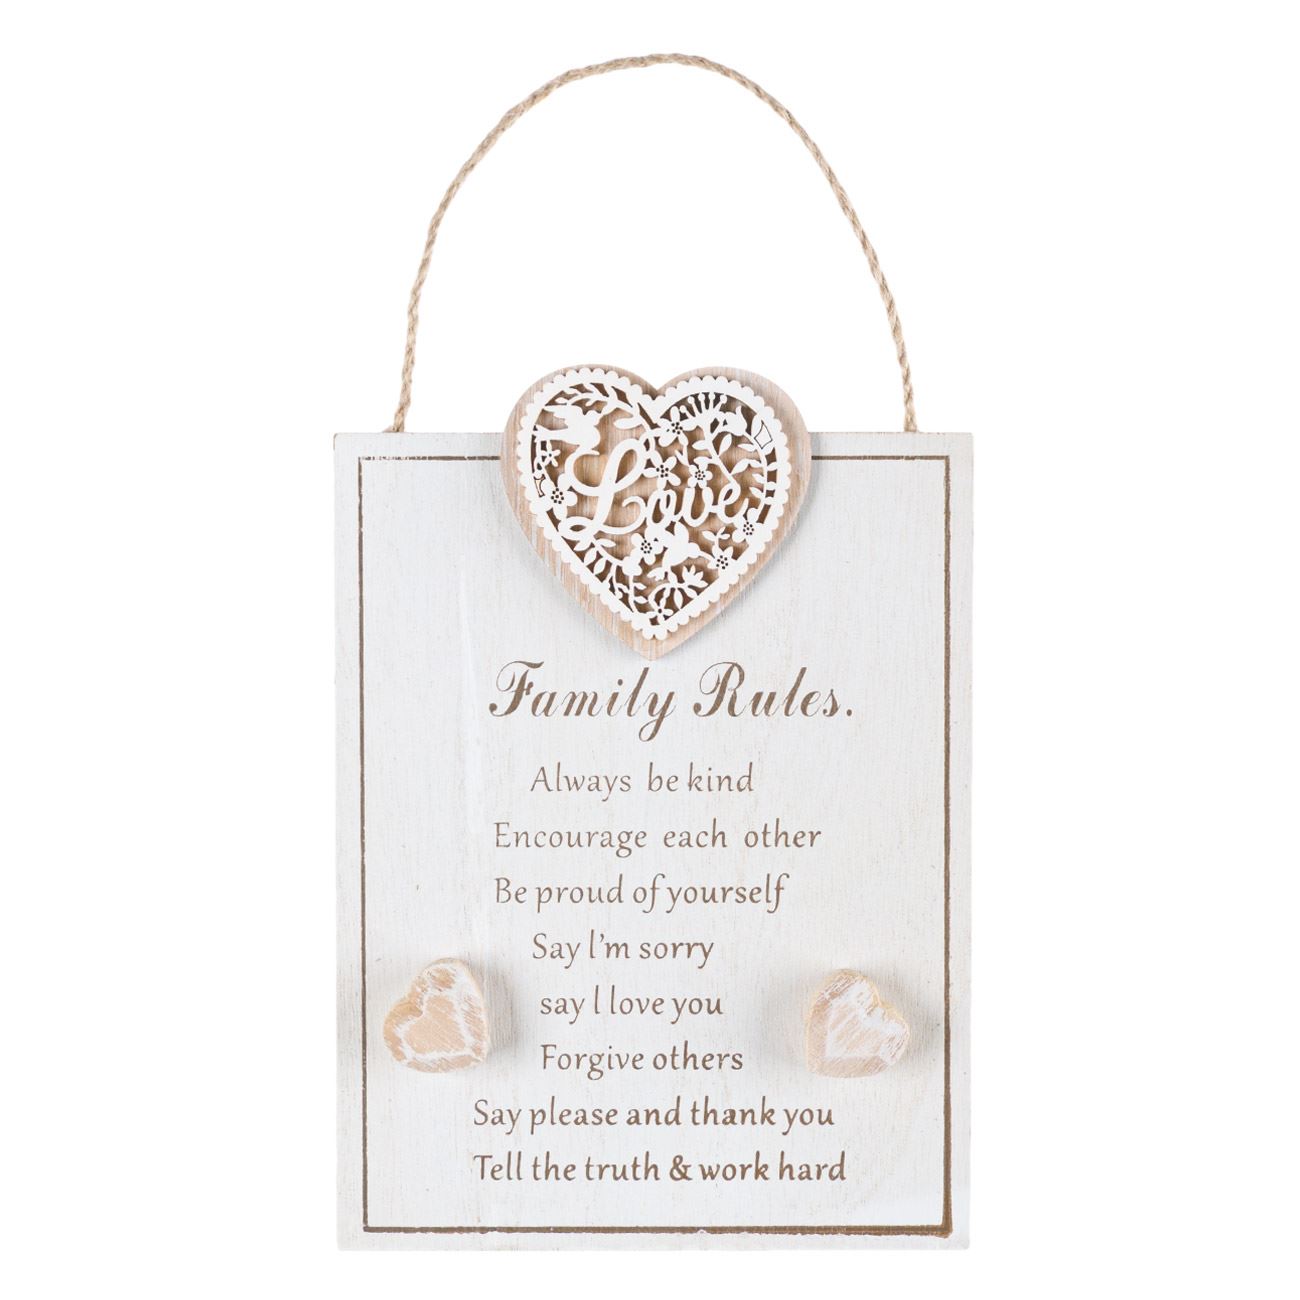 Love
Family Rules.
Always be kind
Encourage each other
Be proud of yourself
Say l'm sorry
say l love you
Forgive others
Say please and thank you
Tell the truth & work hard